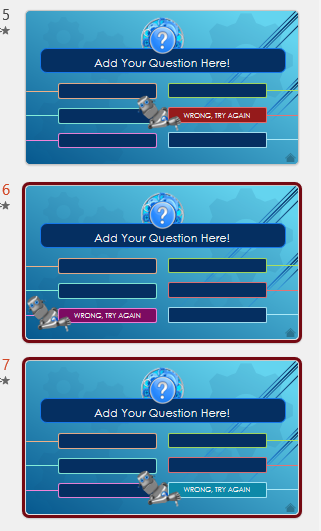 5
?
Add Your Question Here!
WRONG, TRY AGAIN
6
?
Add Your Question Here!
WRONG, TRY AGAIN
7
?
Add Your Question Here!
WRONG, TRY AGAIN